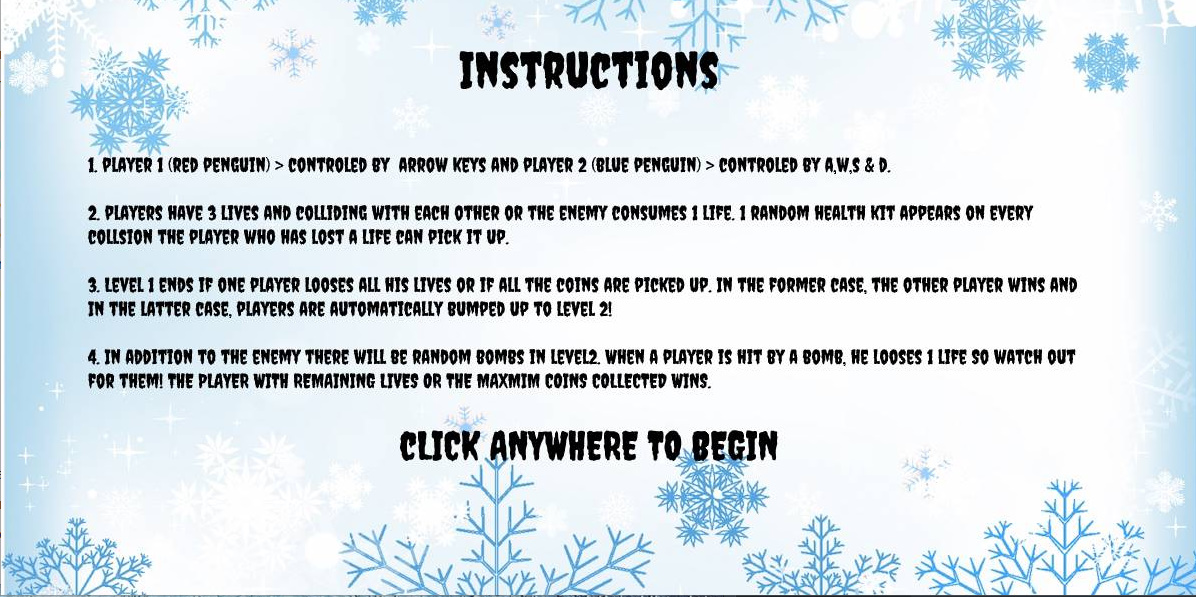 INSTRUCTIONS
1. PLAYER 1 (RED PENGUIN) > CONTROLED BY ARROW KEYS AND PLAYER 2 (BLUE PENGUIN) > CONTROLED BY A,W,S & D.
2. PLAYERS HAVE 3 LIVES AND COLLIDING WITH EACH OTHER OR THE ENEMY CONSUMES 1 LIFE. 1 RANDOM HEALTH KIT APPEARS ON EVERY
COLLSION THE PLAYER WHO HAS LOST A LIFE CAN PICK IT UP.
3. LEVEL 1 ENDS IF ONE PLAYER LOOSES ALL HIS LIVES OR IF ALL THE COINS ARE PICKED UP. IN THE FORMER CASE, THE OTHER PLAYER WINS AND
IN THE LATTER CASE, PLAYERS ARE AUTOMATICALLY BUMPED UP TO LEVEL 2!
4. IN ADDITION TO THE ENEMY THERE WILL BE RANDOM BOMBS IN LEVEL2. WHEN A PLAYER IS HIT BY A BOMB, HE LOOSES 1 LIFE SO WATCH OUT
FOR THEM! THE PLAYER WITH REMAINING LIVES OR THE MAXMIM COINS COLLECTED WINS.
CLICK ANYWHERE TO BEGIN